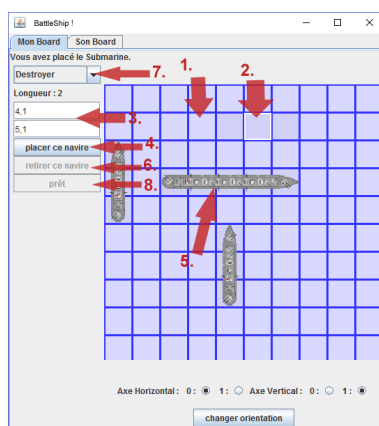 BattleShip !
Mon Board Son Board
Vous avez placé le Submarine.
Destroyer 7. 1. 2.
Longueur : 2
4,1
3.
5,1
placer ce navire 4.
retirer ce navire 6.
prêt 8.
5.
Axe Horizontal : 0 : 1 : Axe Vertical : 0 : 1 :
changer orientation